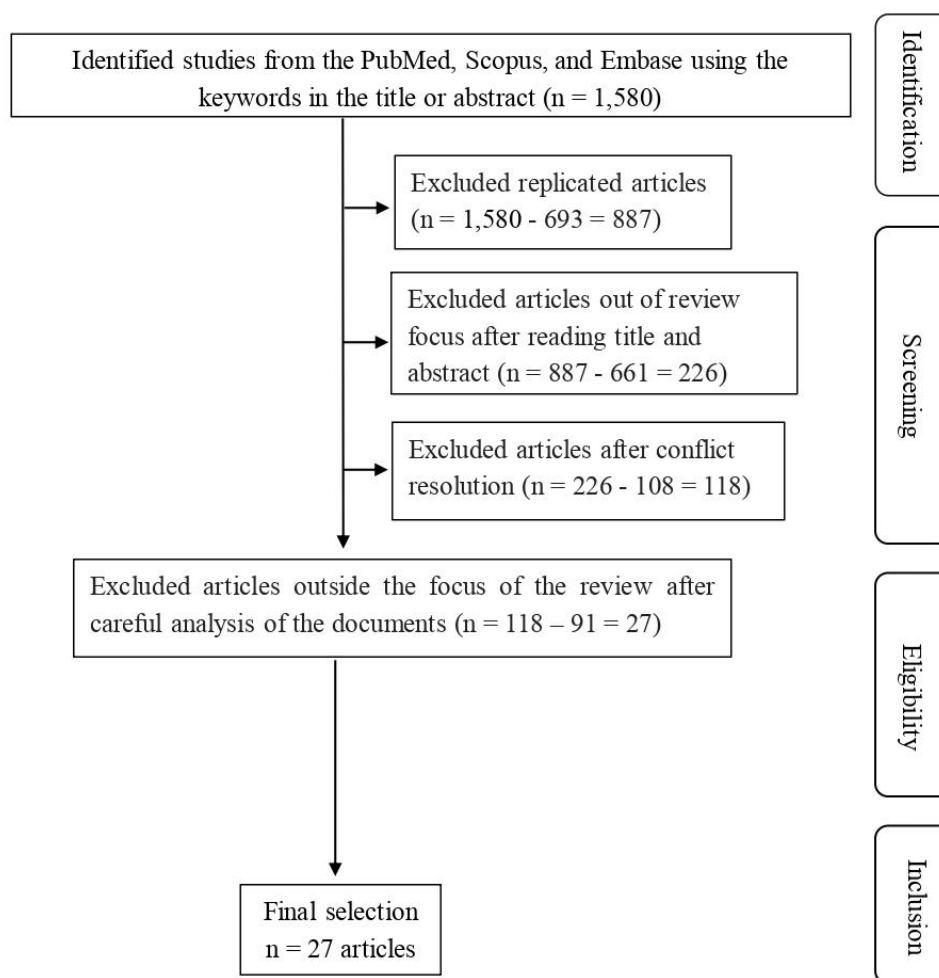 Identified studies from the PubMed, Scopus, and Embase using the
keywords in the title or abstract (n = 1,580)
Identification
Excluded replicated articles
(n = 1,580 - 693 = 887)
Excluded articles out of review
focus after reading title and
abstract (n = 887 - 661 = 226)
Screening
Excluded articles after conflict
resolution (n = 226 - 108 = 118)
Excluded articles outside the focus of the review after
careful analysis of the documents (n = 118 – 91 = 27)
Eligibility
Final selection
n = 27 articles
Inclusion